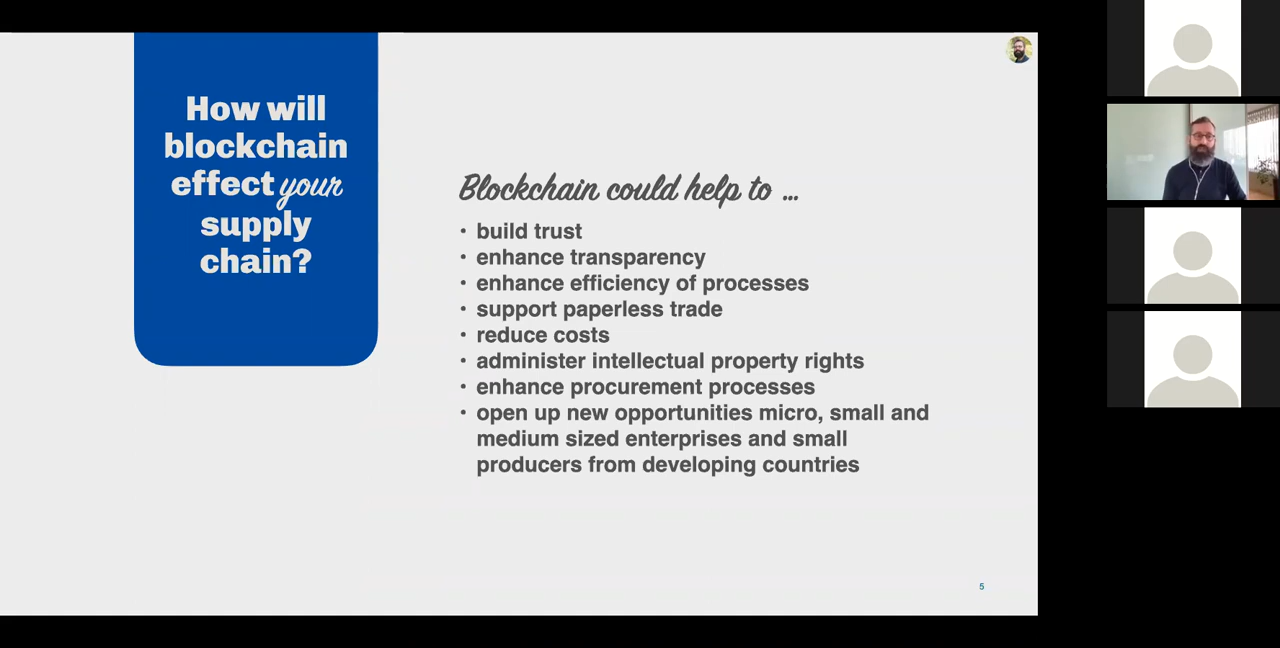 How will
blockchain
effect your
supply
chain?
Blockchain could help to ...
• build trust
• enhance transparency
• enhance efficiency of processes
• support paperless trade
• reduce costs
• administer intellectual property rights
• enhance procurement processes
• open up new opportunities micro, small and
medium sized enterprises and small
producers from developing countries
5